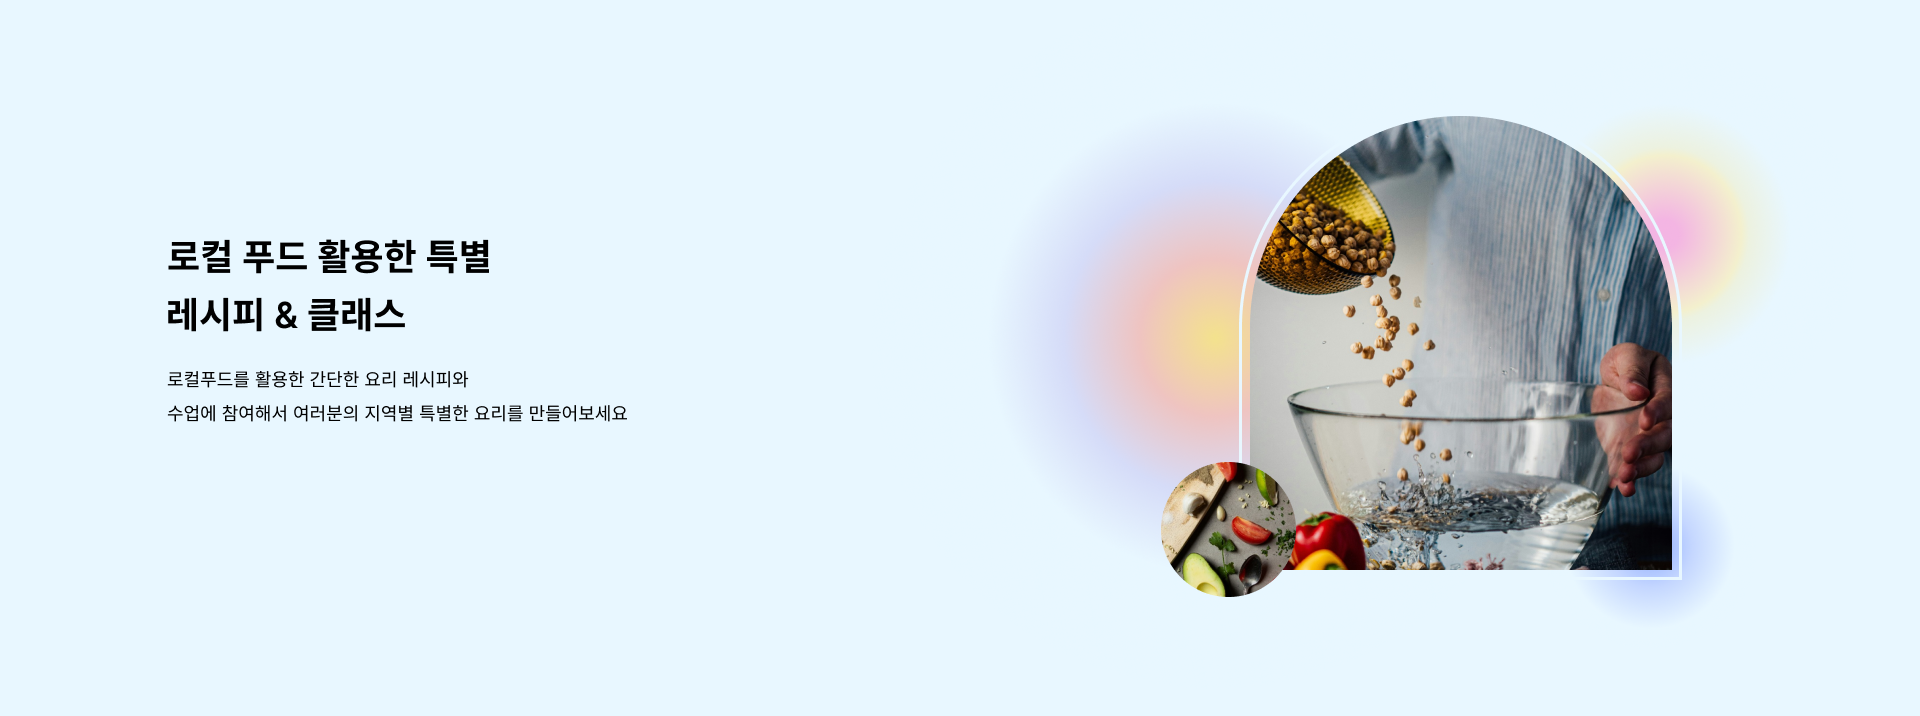 로컬 푸드 활용한 특별
레시피 & 클래스
로컬푸드를 활용한 간단한 요리 레시피와
수업에 참여해서 여러분의 지역별 특별한 요리를 만들어보세요